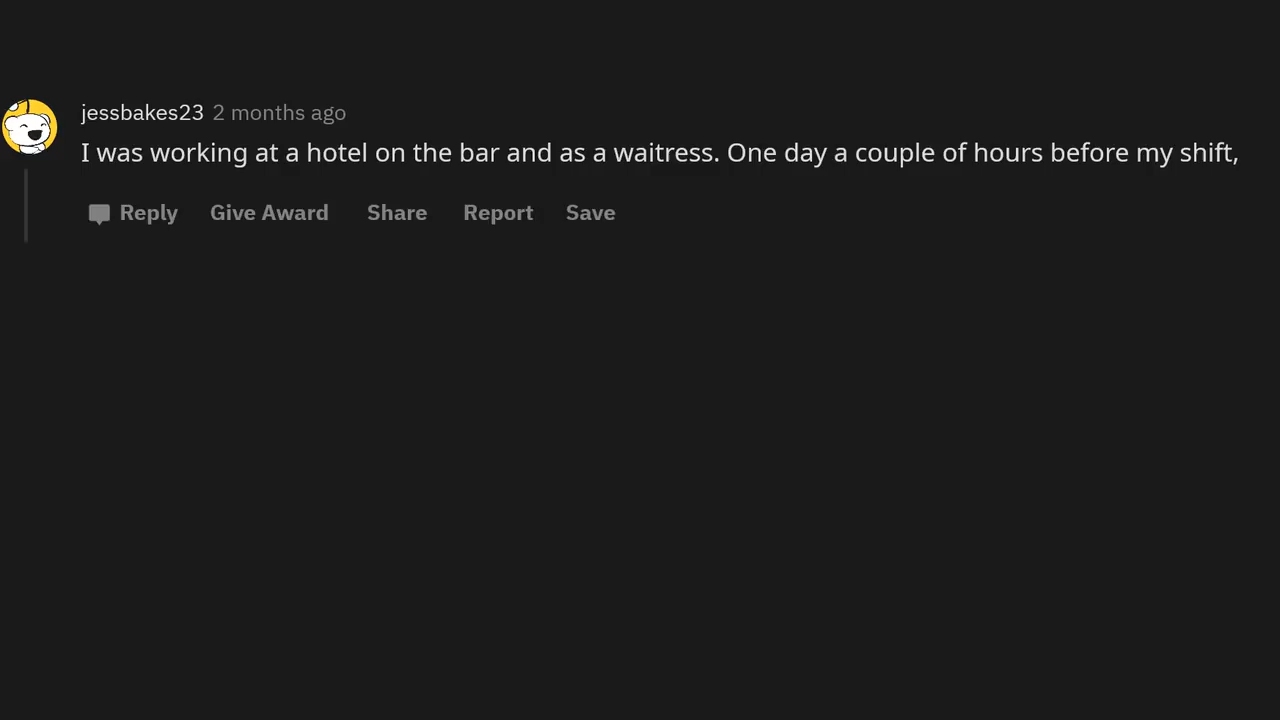 jessbakes23 2 months ago
I was working at a hotel on the bar and as a waitress. One day a couple of hours before my shift,
Reply Give Award Share Report Save